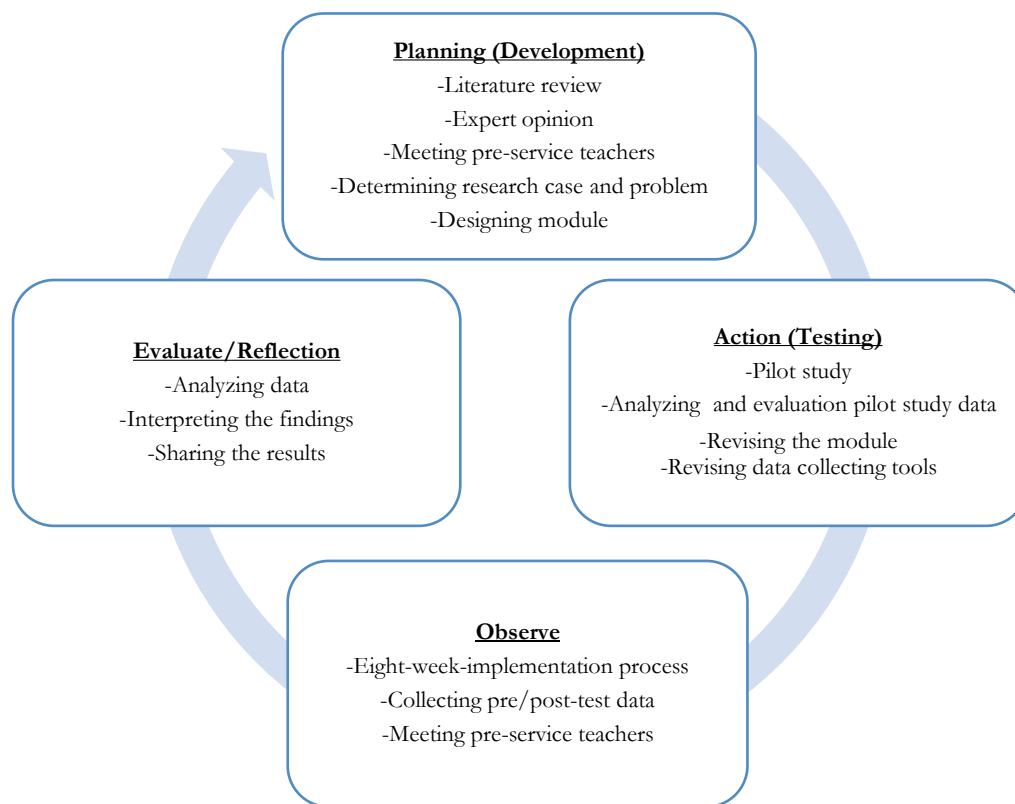 Planning (Development)
-Literature review
-Expert opinion
-Meeting pre-service teachers
-Determining research case and problem
-Designing module
Action (Testing)
-Pilot study
-Analyzing and evaluation pilot study data
-Revising the module
-Revising data collecting tools
Observe
-Eight-week-implementation process
-Collecting pre/post-test data
-Meeting pre-service teachers
Evaluate/Reflection
-Analyzing data
-Interpreting the findings
-Sharing the results